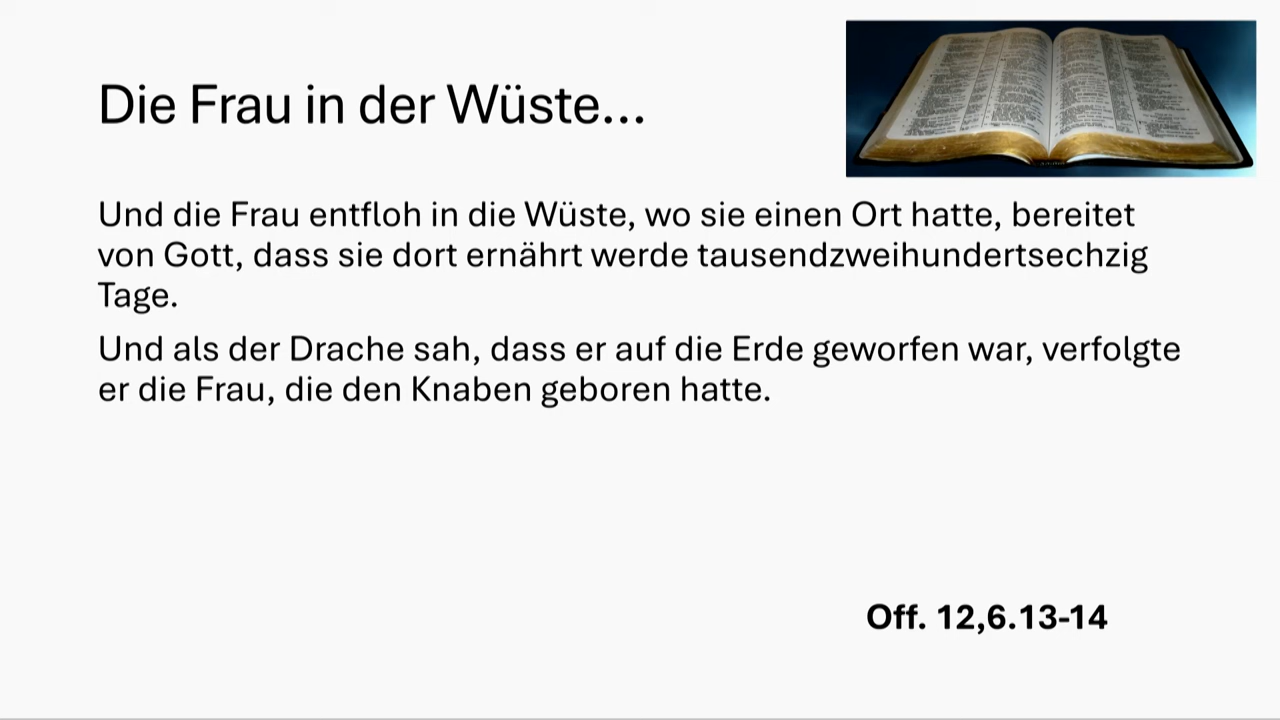 Die Frau in der Wüste...
Und die Frau entfloh in die Wüste, wo sie einen Ort hatte, bereitet
von Gott, dass sie dort ernährt werde tausendzweihundertsechzig
Tage.
Und als der Drache sah, dass er auf die Erde geworfen war, verfolgte
er die Frau, die den Knaben geboren hatte.
Off. 12,6.13-14